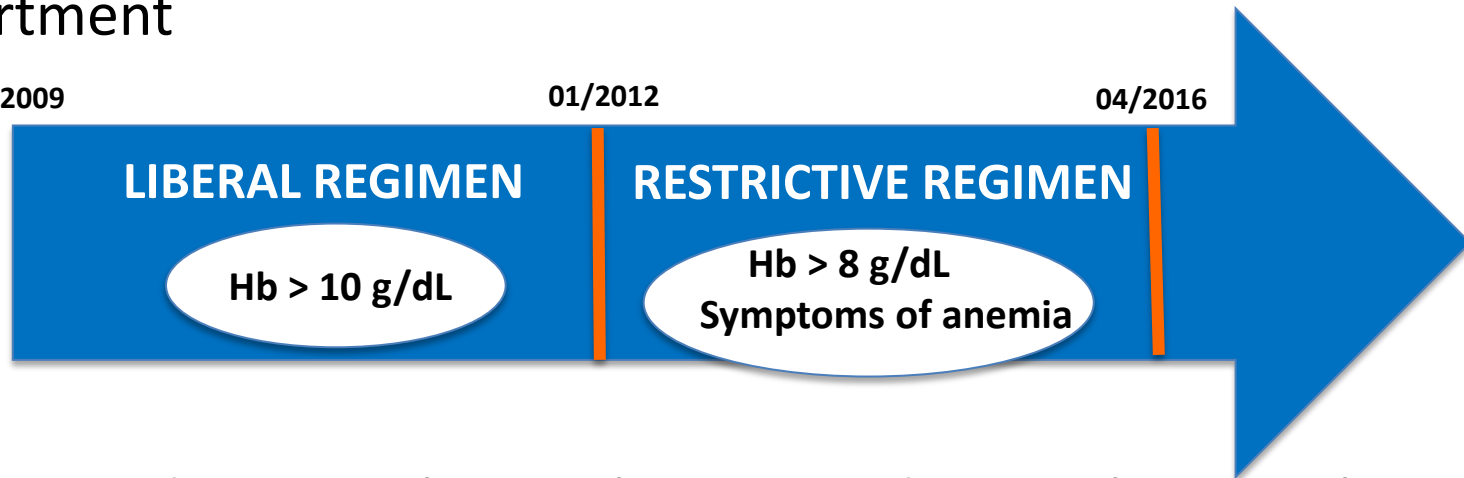 rtment
2009 01/2012 04/2016
LIBERAL REGIMEN RESTRICTIVE REGIMEN
Hb > 10 g/dL
Hb > 8 g/dL
Symptoms of anemia